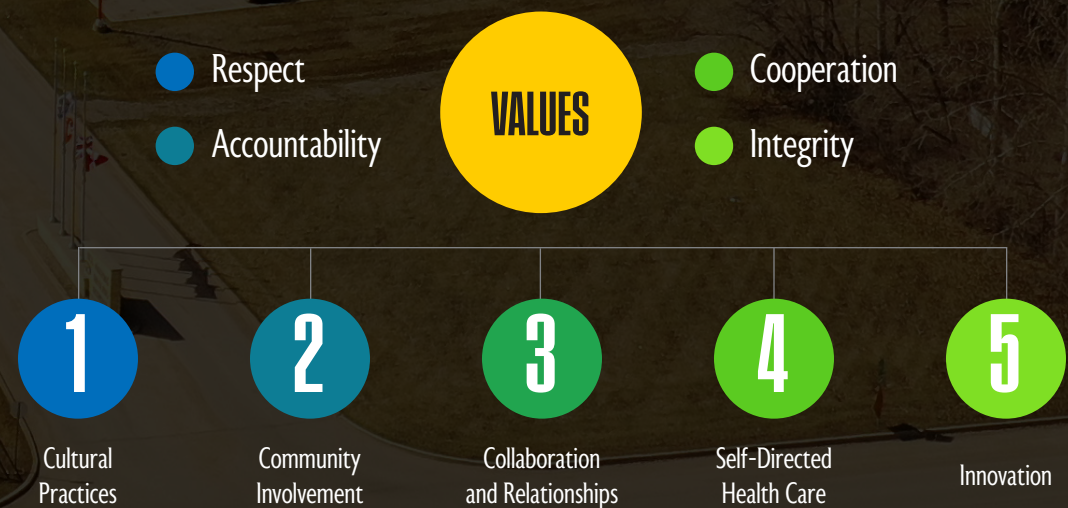 Respect
Accountability
VALUES
Cooperation
Integrity
1
2
3
4
5
Cultural
Practices
Community
Involvement
Collaboration
and Relationships
Self-Directed
Health Care
Innovation